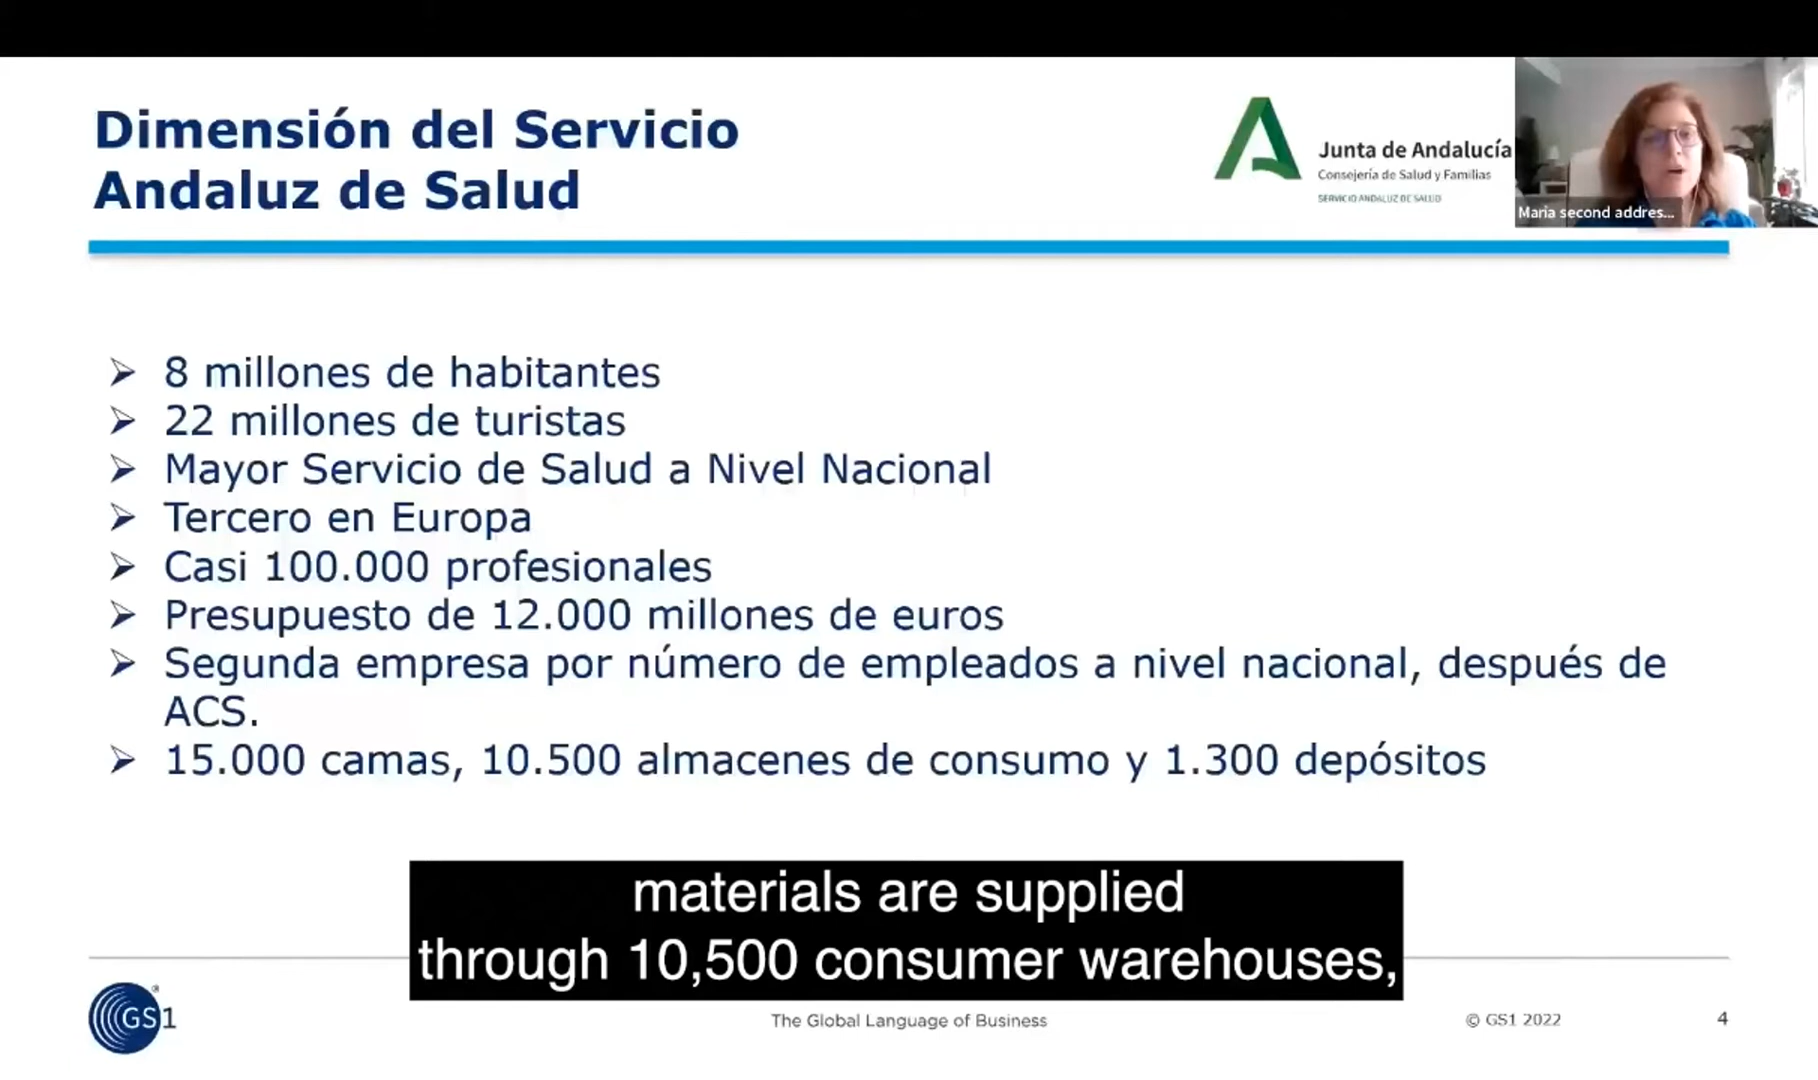 Dimensión del Servicio
Andaluz de Salud
Junta de Andalucía
Consejería de Salud y Familias
SERVICIO ANDALUZ DE SALUD
Maria second addres...
8 millones de habitantes
22 millones de turistas
Mayor Servicio de Salud a Nivel Nacional
Tercero en Europa
Casi 100.000 profesionales
Presupuesto de 12.000 millones de euros
Segunda empresa por número de empleados a nivel nacional, después de
ACS.
15.000 camas, 10.500 almacenes de consumo y 1.300 depósitos
materials are supplied
through 10,500 consumer warehouses,
GS1
The Global Language of Business
© GS1 2022
4